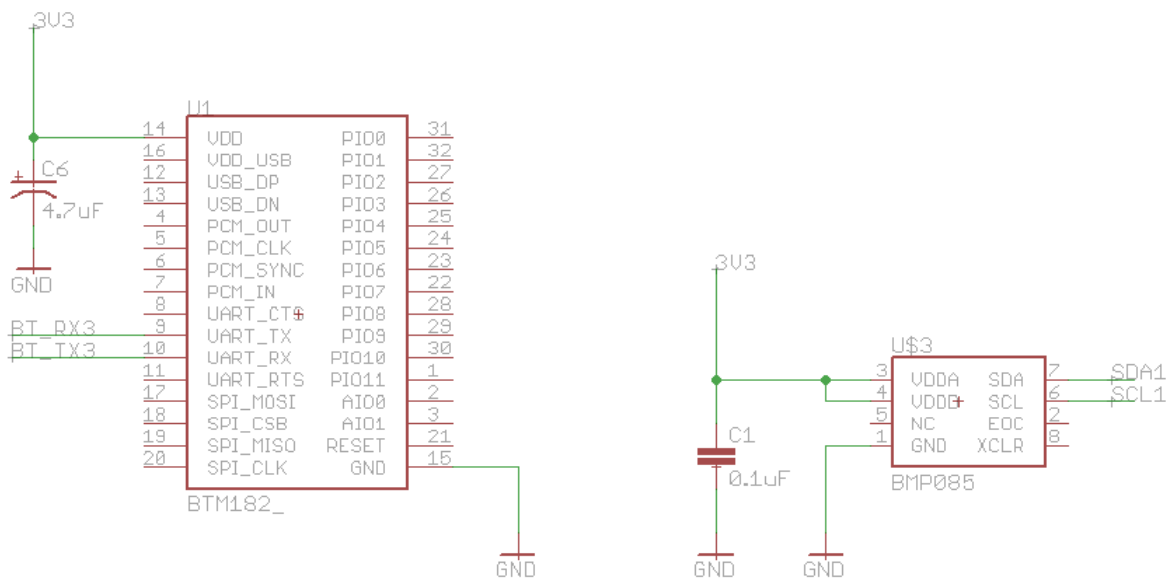 3V3
C6
4.7uF
GND
BT_RX3
BT_TX3
U1
14 VDD PIO0 31
16 VDD_USB PIO1 32
12 USB_DP PIO2 27
13 USB_DN PIO3 26
4 PCM_OUT PIO4 25
5 PCM_CLK PIO5 24
6 PCM_SYNC PIO6 23
7 PCM_IN PIO7 22
8 UART_CTS PIO8 28
9 UART_TX PIO9 29
10 UART_RX PIO10 30
11 UART_RTS PIO11 1
17 SPI_MOSI AIO0 2
18 SPI_CSB AIO1 3
19 SPI_MISO RESET 21
20 SPI_CLK GND 15
BTM182_
GND
3V3
C1
0.1uF
GND
U$3
3 VDDA SDA 7 SDA1
4 VDDD SCL 6 SCL1
5 NC EOC 2
1 GND XCLR 8
BMP085
GND